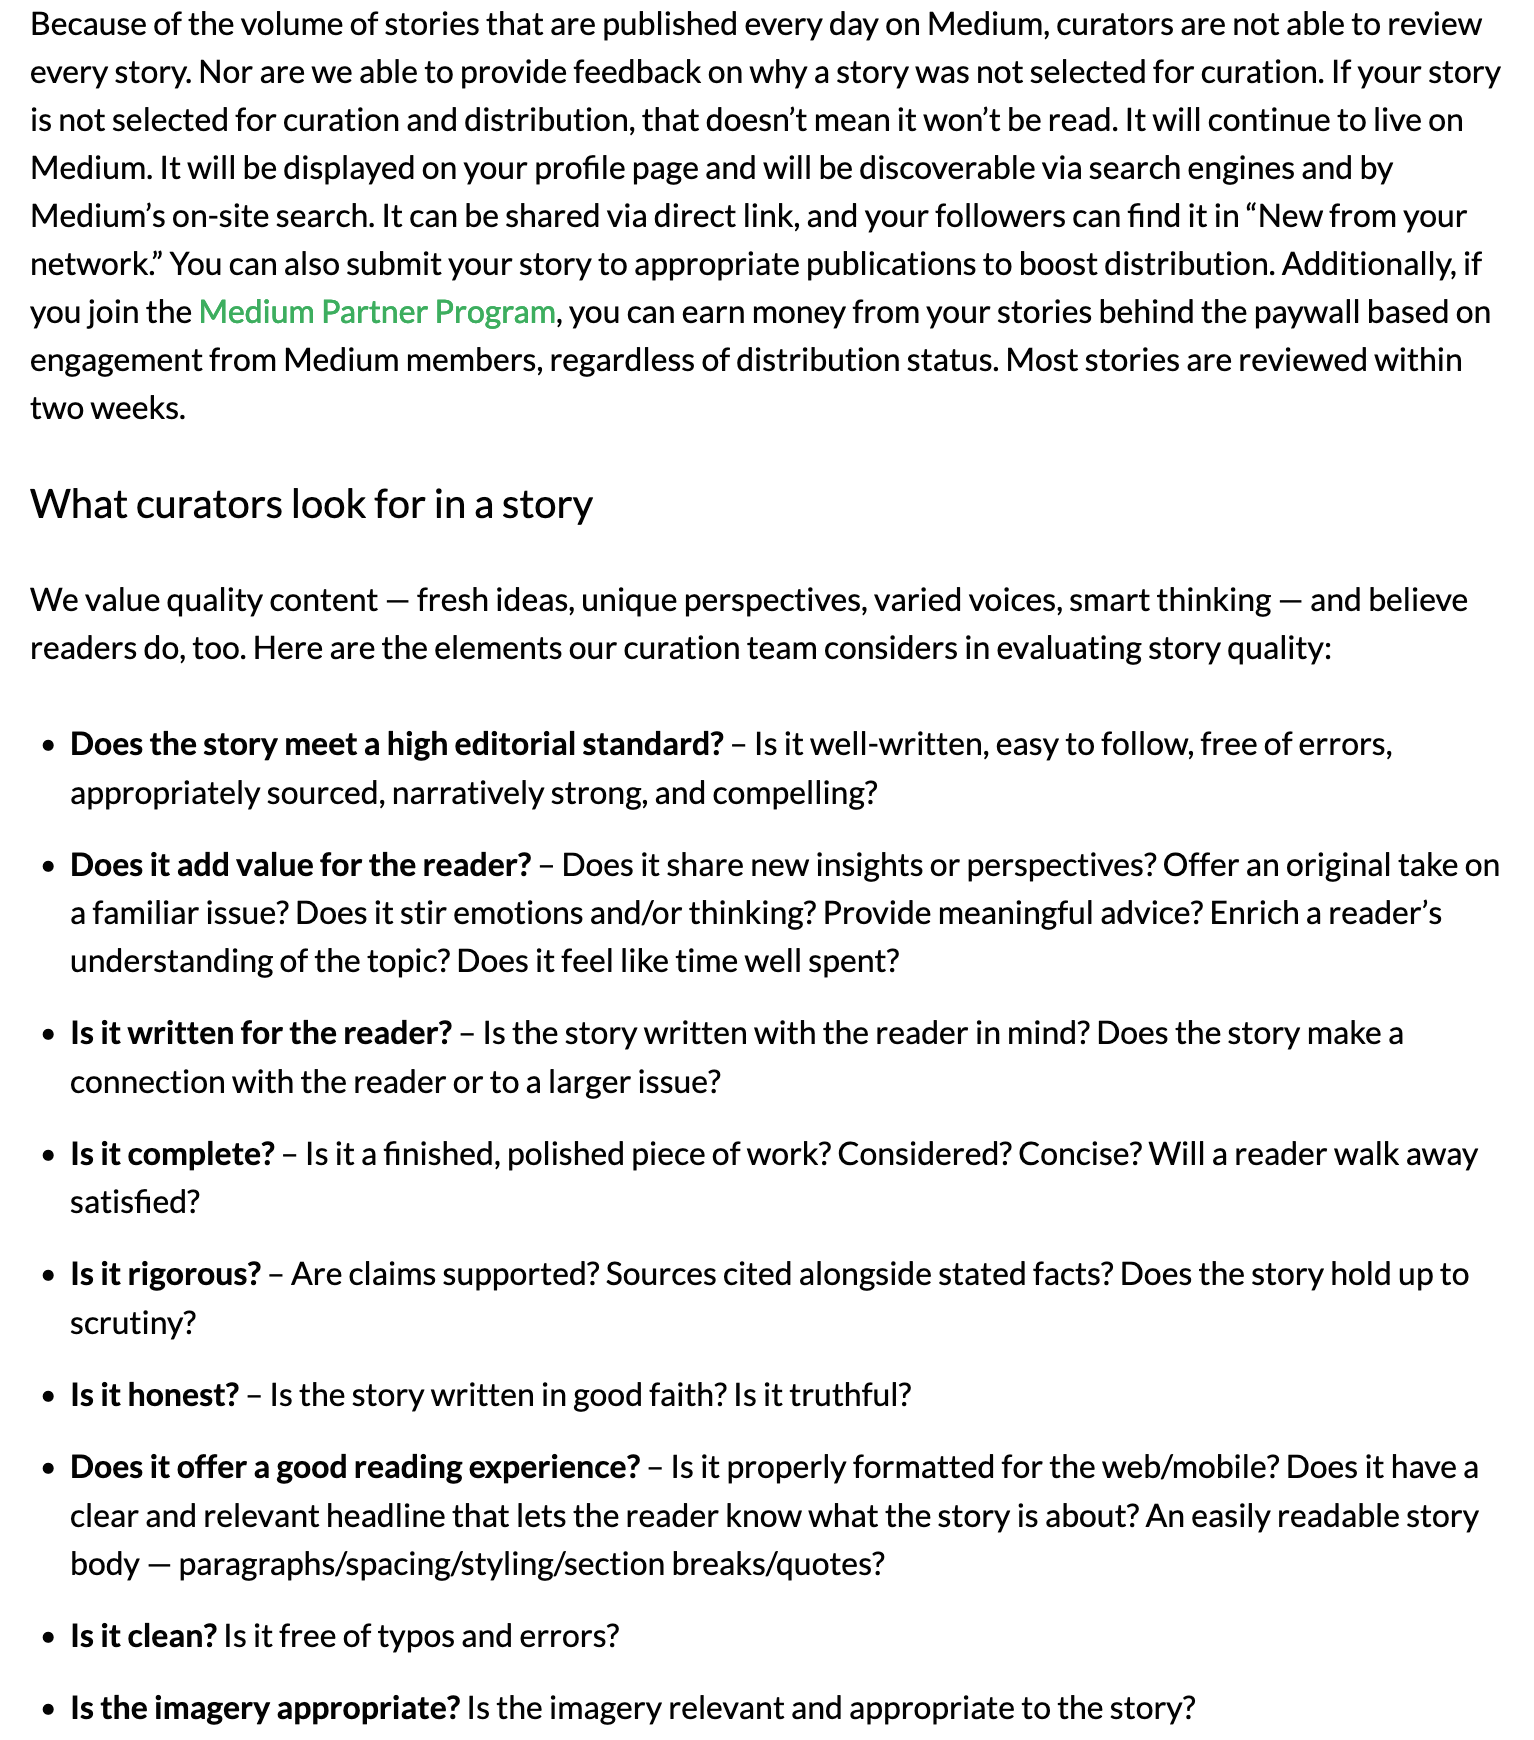 Because of the volume of stories that are published every day on Medium, curators are not able to review
every story. Nor are we able to provide feedback on why a story was not selected for curation. If your story
is not selected for curation and distribution, that doesn’t mean it won’t be read. It will continue to live on
Medium. It will be displayed on your profile page and will be discoverable via search engines and by
Medium’s on-site search. It can be shared via direct link, and your followers can find it in “New from your
network.” You can also submit your story to appropriate publications to boost distribution. Additionally, if
you join the Medium Partner Program, you can earn money from your stories behind the paywall based on
engagement from Medium members, regardless of distribution status. Most stories are reviewed within
two weeks.
What curators look for in a story
We value quality content — fresh ideas, unique perspectives, varied voices, smart thinking — and believe
readers do, too. Here are the elements our curation team considers in evaluating story quality:
• Does the story meet a high editorial standard? – Is it well-written, easy to follow, free of errors,
appropriately sourced, narratively strong, and compelling?
• Does it add value for the reader? – Does it share new insights or perspectives? Offer an original take on
a familiar issue? Does it stir emotions and/or thinking? Provide meaningful advice? Enrich a reader’s
understanding of the topic? Does it feel like time well spent?
• Is it written for the reader? – Is the story written with the reader in mind? Does the story make a
connection with the reader or to a larger issue?
• Is it complete? – Is it a finished, polished piece of work? Considered? Concise? Will a reader walk away
satisfied?
• Is it rigorous? – Are claims supported? Sources cited alongside stated facts? Does the story hold up to
scrutiny?
• Is it honest? – Is the story written in good faith? Is it truthful?
• Does it offer a good reading experience? – Is it properly formatted for the web/mobile? Does it have a
clear and relevant headline that lets the reader know what the story is about? An easily readable story
body — paragraphs/spacing/styling/section breaks/quotes?
• Is it clean? Is it free of typos and errors?
• Is the imagery appropriate? Is the imagery relevant and appropriate to the story?